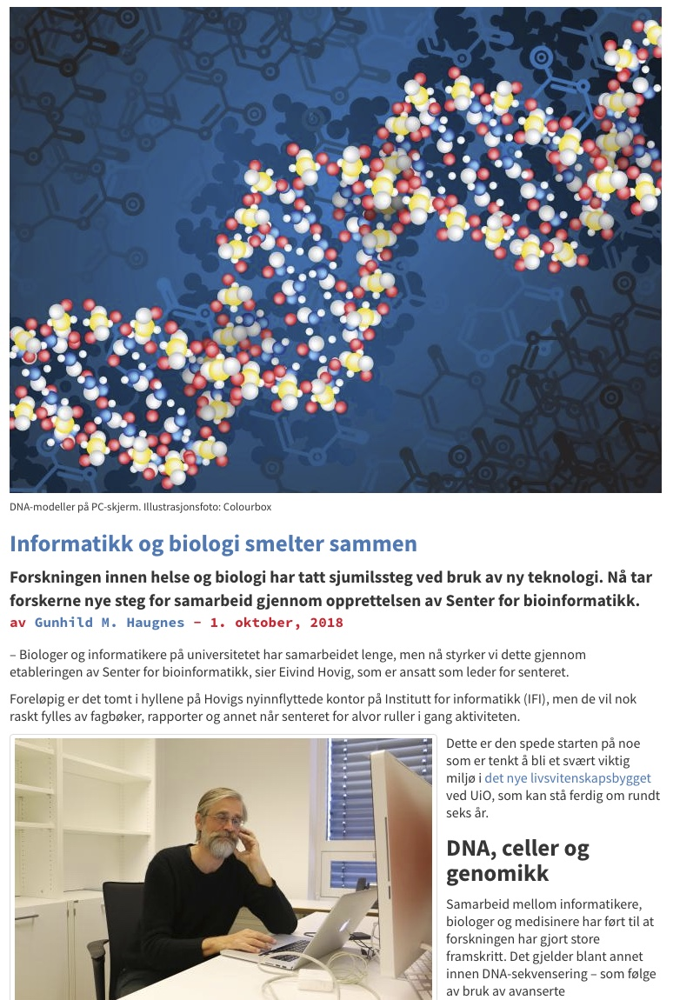 DNA-modeller på PC-skjerm. Illustrasjonsfoto: Colourbox
Informatikk og biologi smelter sammen
Forskningen innen helse og biologi har tatt sjumilssteg ved bruk av ny teknologi. Nå tar
forskerne nye steg for samarbeid gjennom opprettelsen av Senter for bioinformatikk.
av Gunhild M. Haugnes – 1. oktober, 2018
– Biologer og informatikere på universitetet har samarbeidet lenge, men nå styrker vi dette gjennom
etableringen av Senter for bioinformatikk, sier Eivind Hovig, som er ansatt som leder for senteret.
Foreløpig er det tomt i hyllene på Hovigs nyinnflyttede kontor på Institutt for informatikk (IFI), men de vil nok
raskt fylles av fagbøker, rapporter og annet når senteret for alvor ruller i gang aktiviteten.
Dette er den spede starten på noe
som er tenkt å bli et svært viktig
miljø i det nye livsvitenskapsbygget
ved UiO, som kan stå ferdig om rundt
seks år.
DNA, celler og
genomikk
Samarbeid mellom informatikere,
biologer og medisinere har ført til at
forskningen har gjort store
framskritt. Det gjelder blant annet
innen DNA-sekvensering – som følge
av bruk av avanserte